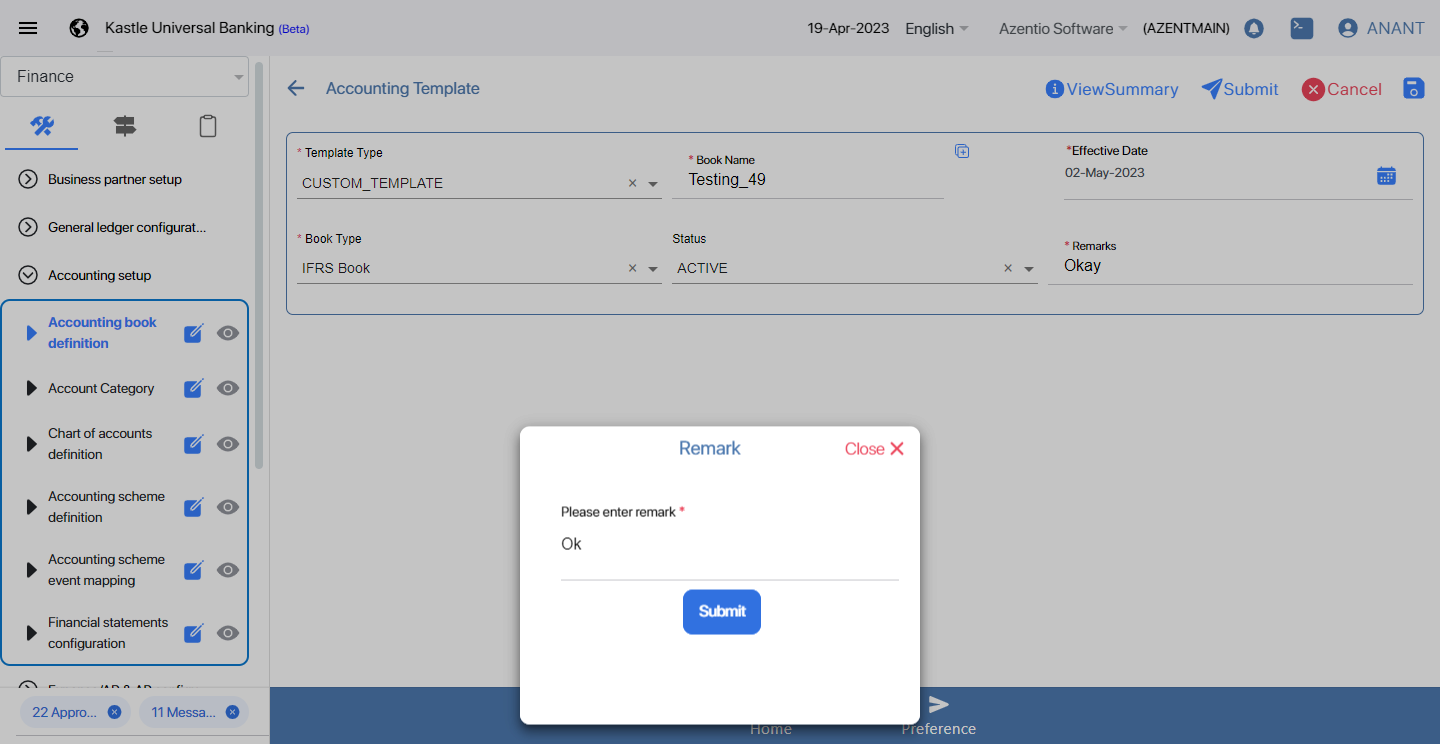 Kastle Universal Banking (Beta)
19-Apr-2023
English
Azentio Software
(AZENTMAIN)
ANANT
Finance
Accounting Template
ViewSummary
Submit
Cancel
* Template Type
CUSTOM_TEMPLATE
* Book Name
Testing_49
*Effective Date
02-May-2023
* Book Type
IFRS Book
Status
ACTIVE
* Remarks
Okay
Business partner setup
General ledger configurat...
Accounting setup
Accounting book
definition
Account Category
Chart of accounts
definition
Accounting scheme
definition
Accounting scheme
event mapping
Financial statements
configuration
22 Appro...
11 Messa...
Remark
Close
Please enter remark *
Ok
Submit
Home
Preference